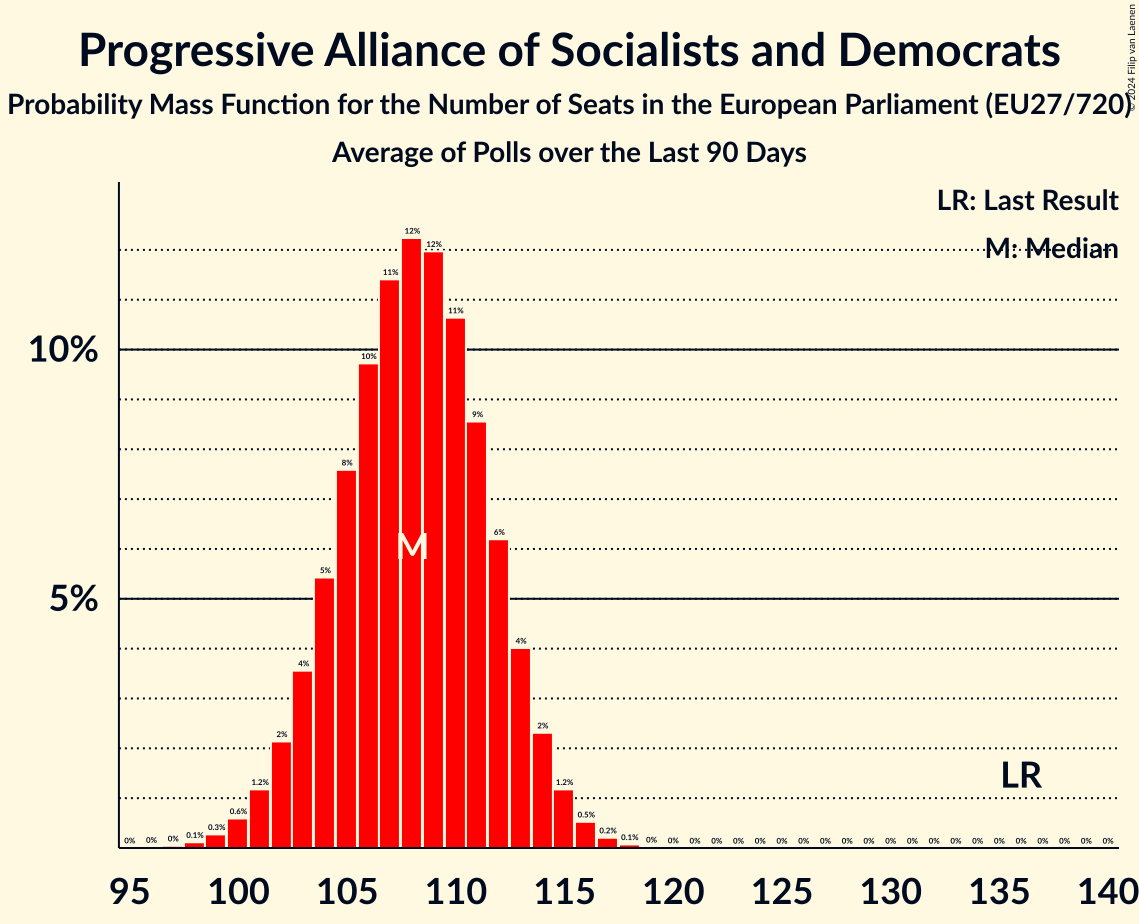 Progressive Alliance of Socialists and Democrats
Probability Mass Function for the Number of Seats in the European Parliament (EU27/720)
Average of Polls over the Last 90 Days
© 2024 Filip van Laenen
LR: Last Result
M: Median
10%
5%
0% 0% 0% 0.1% 0.3% 0.6% 1.2% 2% 4% 5% 8% 10% 11% 12% 12% 11% 9% 6% 4% 2% 1.2% 0.5% 0.2% 0.1% 0% 0% 0% 0% 0% 0% 0% 0% 0% 0% 0% 0% 0% 0% 0% 0% 0% 0% 0% 0% 0% 0%
M
LR
95 100 105 110 115 120 125 130 135 140